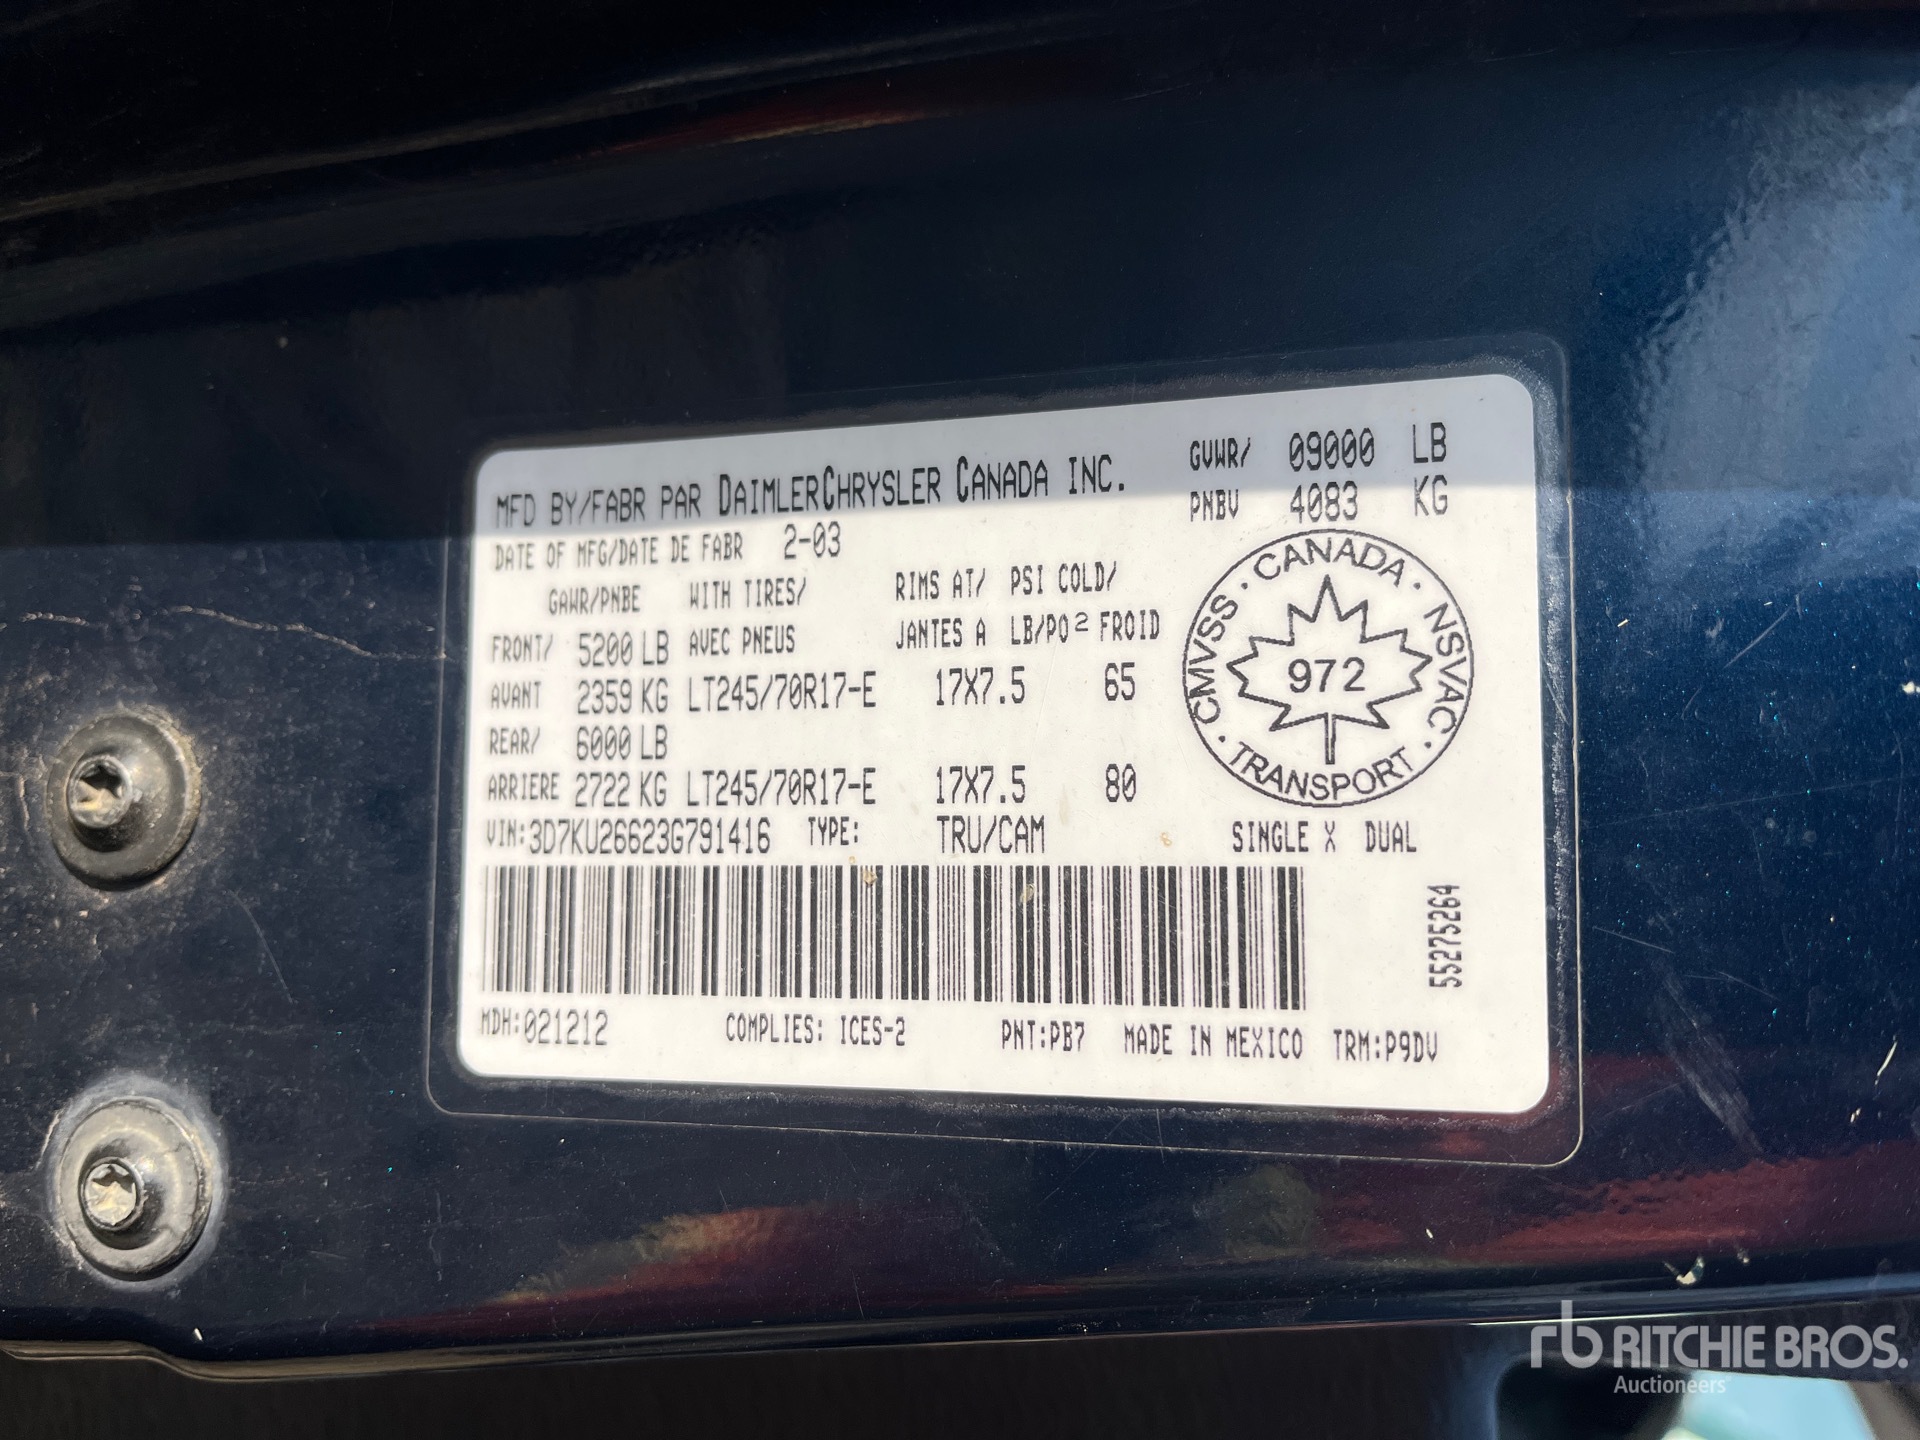 MFD BY/FABR PAR DAIMLERCHRYSLER CANADA INC.
GVWR/ 09000 LB
PNBV 4083 KG
DATE OF MFG/DATE DE FABR 2-03
GAWR/PNBE WITH TIRES/ RIMS AT/ PSI COLD/
FRONT/ 5200 LB AVEC PNEUS JANTES A LB/PO² FROID
AVANT 2359 KG LT245/70R17-E 17X7.5 65
REAR/ 6000 LB
ARRIERE 2722 KG LT245/70R17-E 17X7.5 80
CANADA · NSVAC · TRANSPORT · CMVSS ·
972
VIN:3D7KU26623G791416 TYPE: TRU/CAM SINGLE X DUAL
55275264
MDH:021212 COMPLIES: ICES-2 PNT:PB7 MADE IN MEXICO TRM:P9DV
rb RITCHIE BROS.
Auctioneers